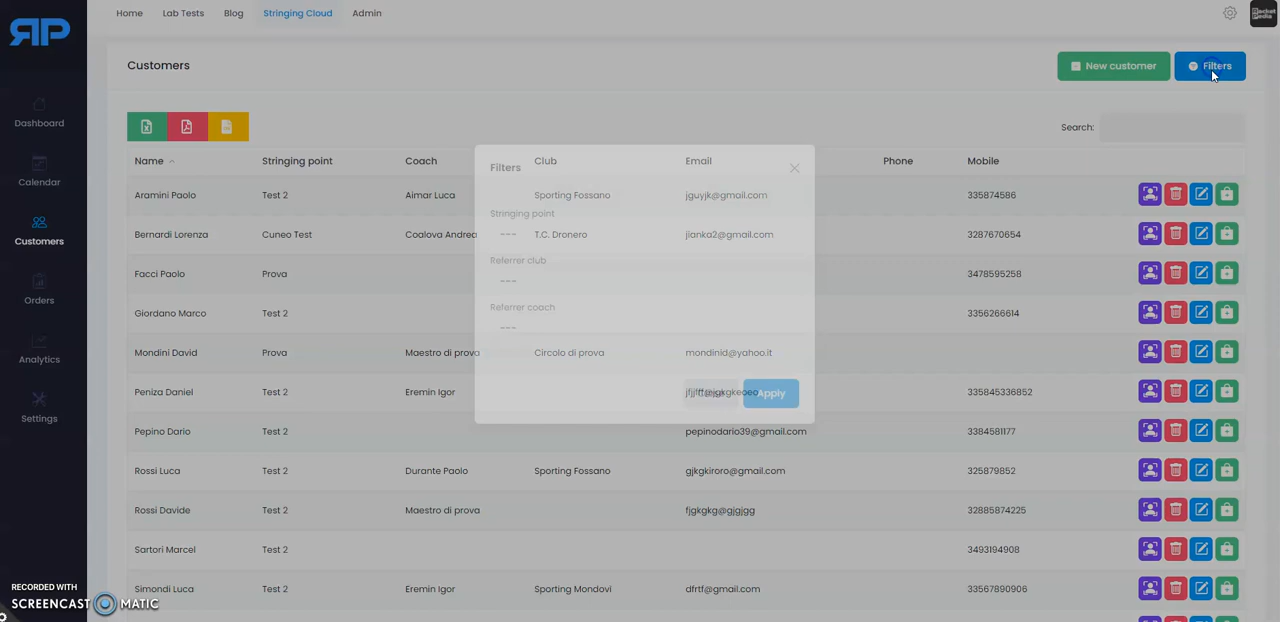 RP Home Lab Tests Blog Stringing Cloud Admin Racket Pedia
Customers New customer Filters
Search:
Name Stringing point Coach Club Email Phone Mobile
Filters
Aramini Paolo Test 2 Aimar Luca Sporting Fossano jguyjk@gmail.com 335874586
Stringing point
Bernardi Lorenza Cuneo Test Coalova Andrea --- T.C. Dronero jianka2@gmail.com 3287670654
Referrer club
Facci Paolo Prova --- 3478595258
Referrer coach
Giordano Marco Test 2 --- 3356266614
Mondini David Prova Maestro di prova Circolo di prova mondinid@yahoo.it
Peniza Daniel Test 2 Eremin Igor Apply 335845336852
Pepino Dario Test 2 pepinodario39@gmail.com 3384581177
Rossi Luca Test 2 Durante Paolo Sporting Fossano gjkgkiroro@gmail.com 325879852
Rossi Davide Test 2 Maestro di prova fjgkgkg@gjgjgg 32885874225
Sartori Marcel Test 2 3493194908
Simondi Luca Test 2 Eremin Igor Sporting Mondovì dfrtf@gmail.com 33567890906
Dashboard
Calendar
Customers
Orders
Analytics
Settings
RECORDED WITH
SCREENCAST MATIC